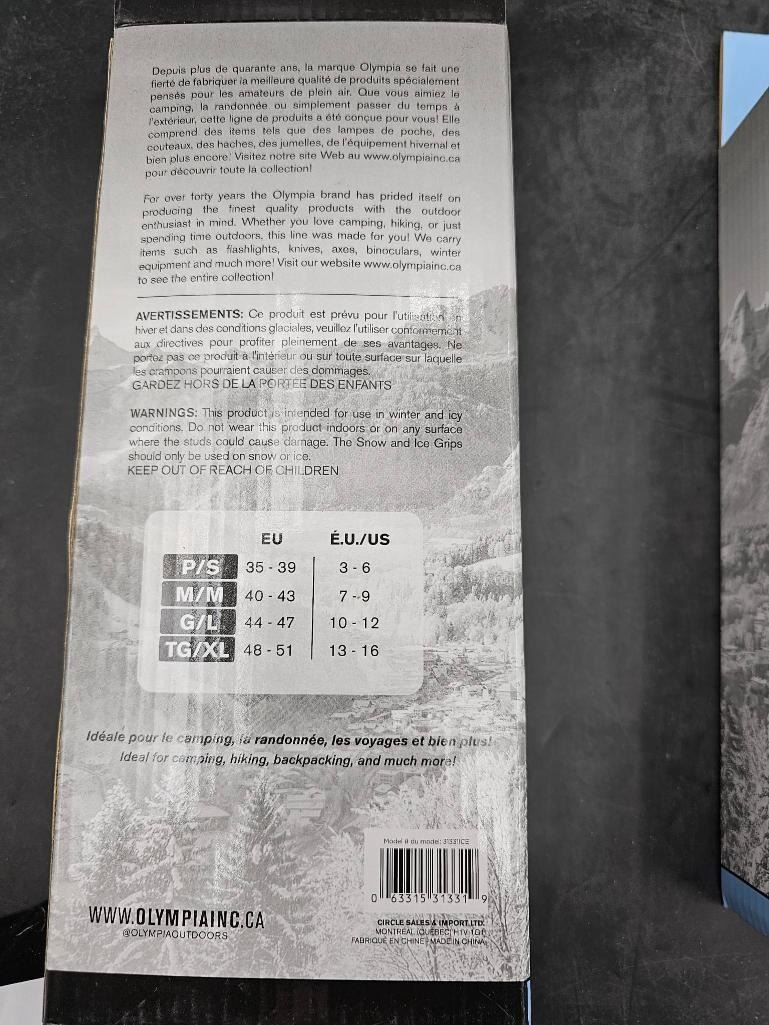 Depuis plus de quarante ans, la marque Olympia se fait une
fierté de fabriquer la meilleure qualité de produits spécialement
pensés pour les amateurs de plein air. Que vous aimiez le
camping, la randonnée ou simplement passer du temps à
l'extérieur, cette ligne de produits a été conçue pour vous! Elle
comprend des items tels que des lampes de poche, des
couteaux, des haches, des jumelles, de l'équipement hivernal et
bien plus encore! Visitez notre site Web au www.olympiainc.ca
pour découvrir toute la collection!
For over forty years the Olympia brand has prided itself on
producing the finest quality products with the outdoor
enthusiast in mind. Whether you love camping, hiking, or just
spending time outdoors, this line was made for you! We carry
items such as flashlights, knives, axes, binoculars, winter
equipment and much more! Visit our website www.olympiainc.ca
to see the entire collection!
AVERTISSEMENTS: Ce produit est prévu pour l'utilisation en
hiver et dans des conditions glaciales, veuillez l'utiliser conformément
aux directives pour profiter pleinement de ses avantages. Ne
portez pas ce produit à l'intérieur ou sur toute surface sur laquelle
les crampons pourraient causer des dommages.
GARDEZ HORS DE LA PORTÉE DES ENFANTS
WARNINGS: This product is intended for use in winter and icy
conditions. Do not wear this product indoors or on any surface
where the studs could cause damage. The Snow and Ice Grips
should only be used on snow or ice.
KEEP OUT OF REACH OF CHILDREN
EU É.U./US
P/S 35 - 39 3 - 6
M/M 40 - 43 7 - 9
G/L 44 - 47 10 - 12
TG/XL 48 - 51 13 - 16
Idéale pour le camping, la randonnée, les voyages et bien plus!
Ideal for camping, hiking, backpacking, and much more!
Model # du model: 31331ICE
0 63315 31331 9
WWW.OLYMPIAINC.CA
@OLYMPIAOUTDOORS
CIRCLE SALES & IMPORT LTD.
MONTRÉAL (QUÉBEC) H1V 1G1
FABRIQUÉ EN CHINE - MADE IN CHINA